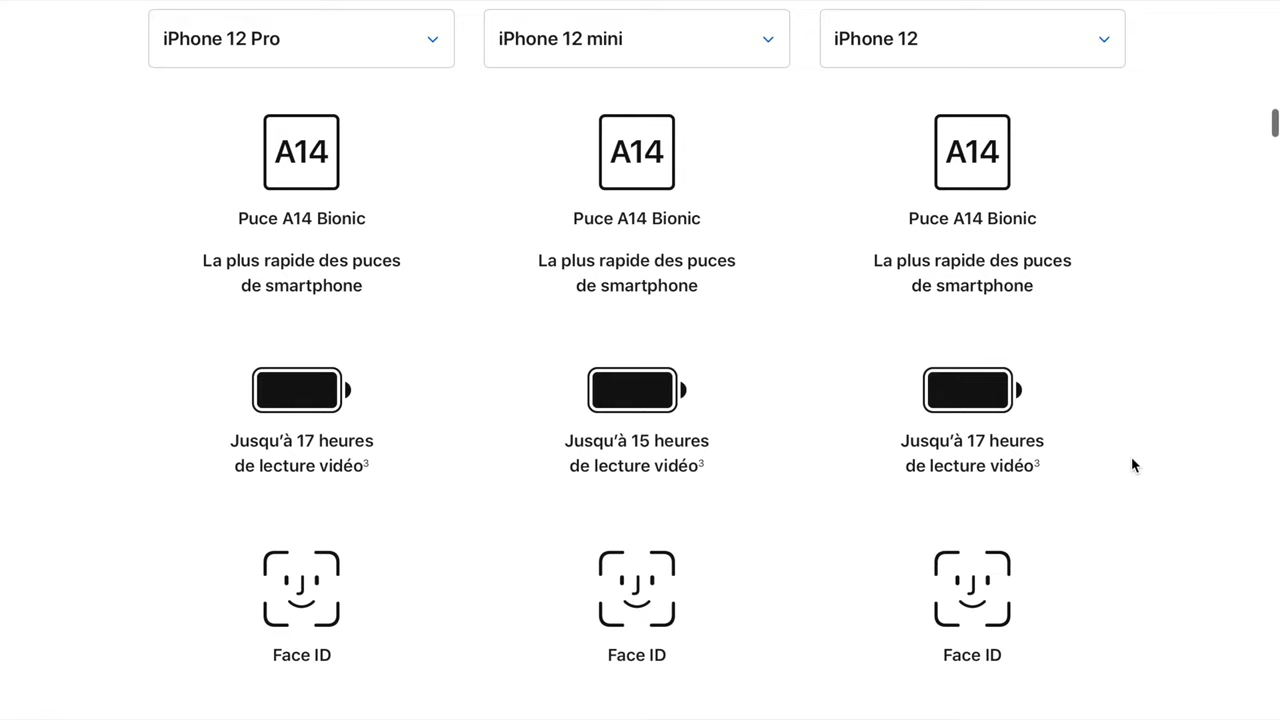 iPhone 12 Pro
iPhone 12 mini
iPhone 12
A14
A14
A14
Puce A14 Bionic
Puce A14 Bionic
Puce A14 Bionic
La plus rapide des puces
de smartphone
La plus rapide des puces
de smartphone
La plus rapide des puces
de smartphone
Jusqu’à 17 heures
de lecture vidéo³
Jusqu’à 15 heures
de lecture vidéo³
Jusqu’à 17 heures
de lecture vidéo³
Face ID
Face ID
Face ID